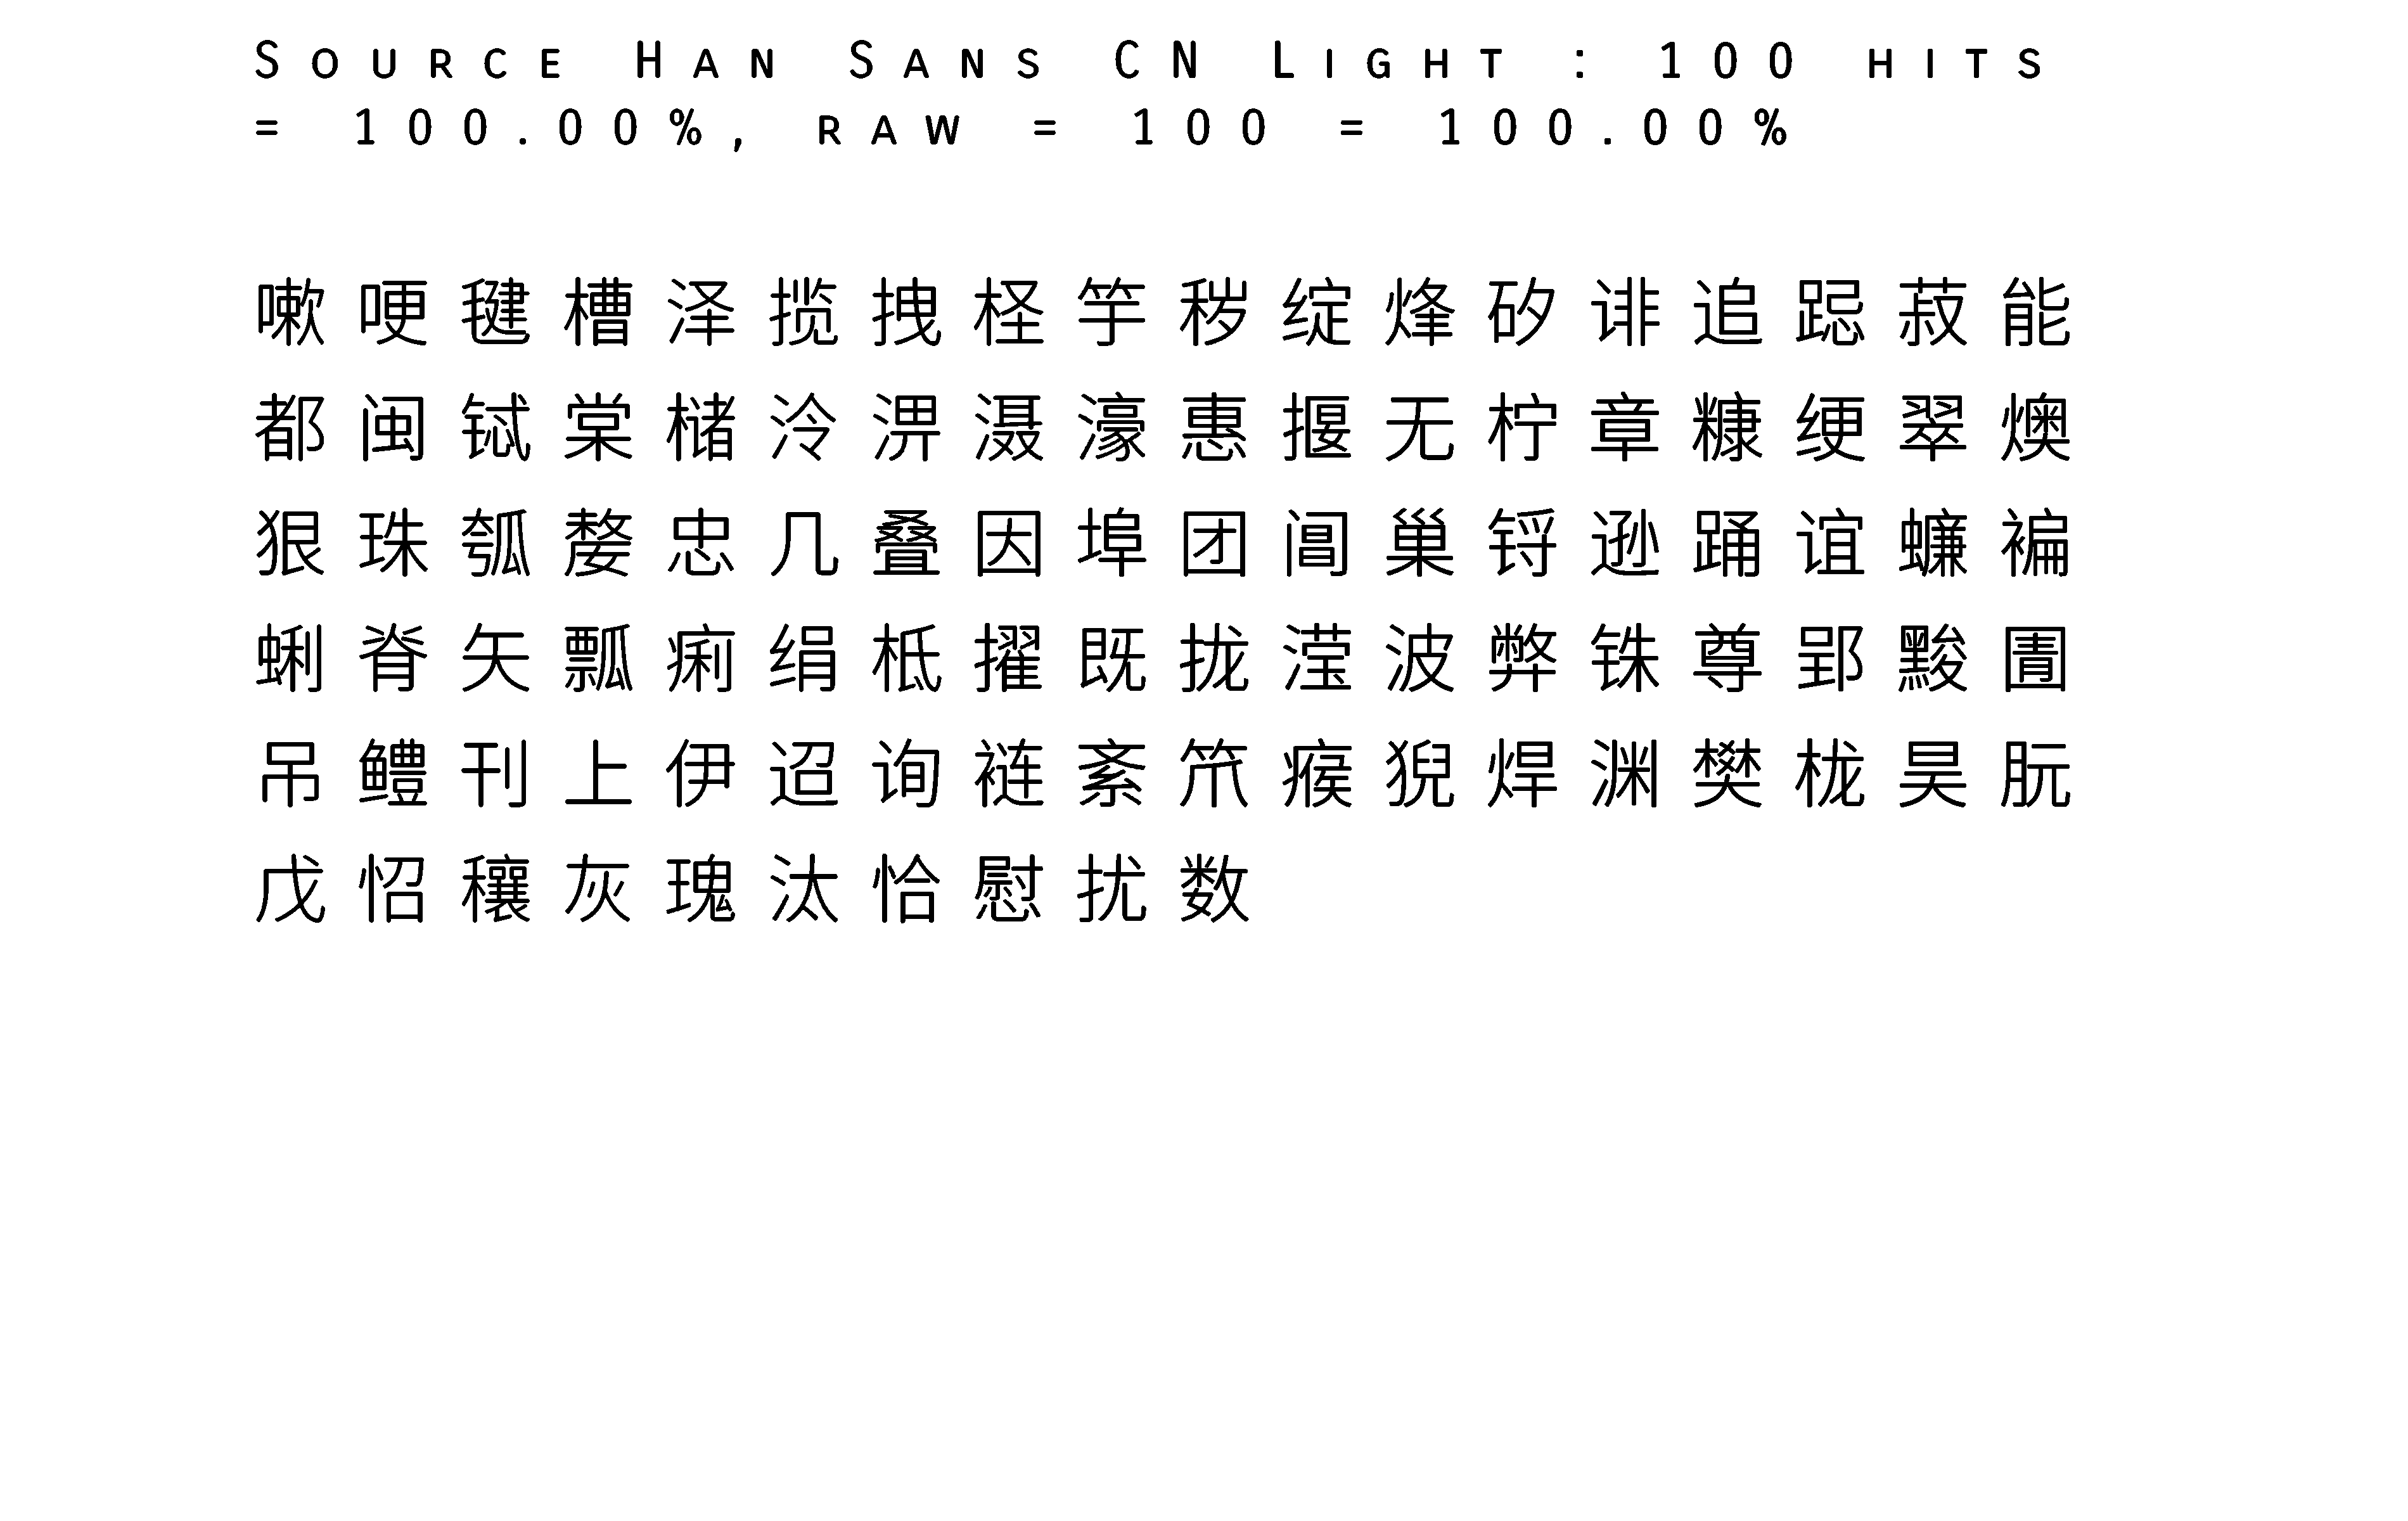 Source Han Sans CN Light : 100 hits
= 100.00%, raw = 100 = 100.00%
嗽哽毽槽泽揽拽柽竽秽绽烽矽诽追跽菽能
都闽铽棠槠泠淠滠濠惠揠无柠章糠绠翠燠
狠珠瓠嫠忠几叠因埠团阊巢锊逊踊谊蠊褊
蜊脊矢瓢痢绢柢擢既拢滢波弊铢尊郢黢圊
吊鳢刊上伊迢询裢紊笊瘊猊焊渊樊栊昊朊
戊怊穰灰瑰汰恰慰扰数